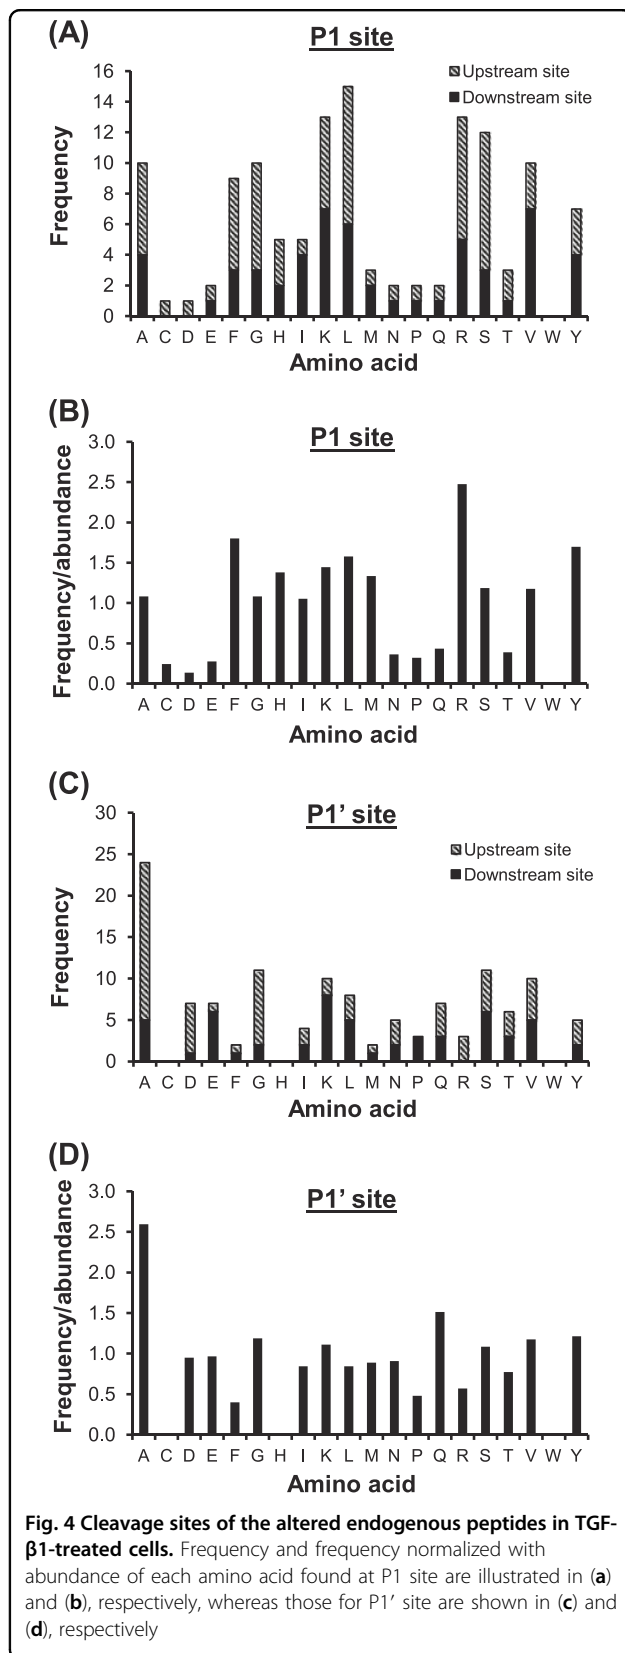 (A)
P1 site
Upstream site
Downstream site
16
14
12
10
8
6
4
2
0
Frequency
A C D E F G H I K L M N P Q R S T V W Y
Amino acid
(B)
P1 site
3.0
2.5
2.0
1.5
1.0
0.5
0.0
Frequency/abundance
A C D E F G H I K L M N P Q R S T V W Y
Amino acid
(C)
P1' site
Upstream site
Downstream site
30
25
20
15
10
5
0
Frequency
A C D E F G H I K L M N P Q R S T V W Y
Amino acid
(D)
P1' site
3.0
2.5
2.0
1.5
1.0
0.5
0.0
Frequency/abundance
A C D E F G H I K L M N P Q R S T V W Y
Amino acid
Fig. 4 Cleavage sites of the altered endogenous peptides in TGF-
β1-treated cells. Frequency and frequency normalized with
abundance of each amino acid found at P1 site are illustrated in (a)
and (b), respectively, whereas those for P1′ site are shown in (c) and
(d), respectively